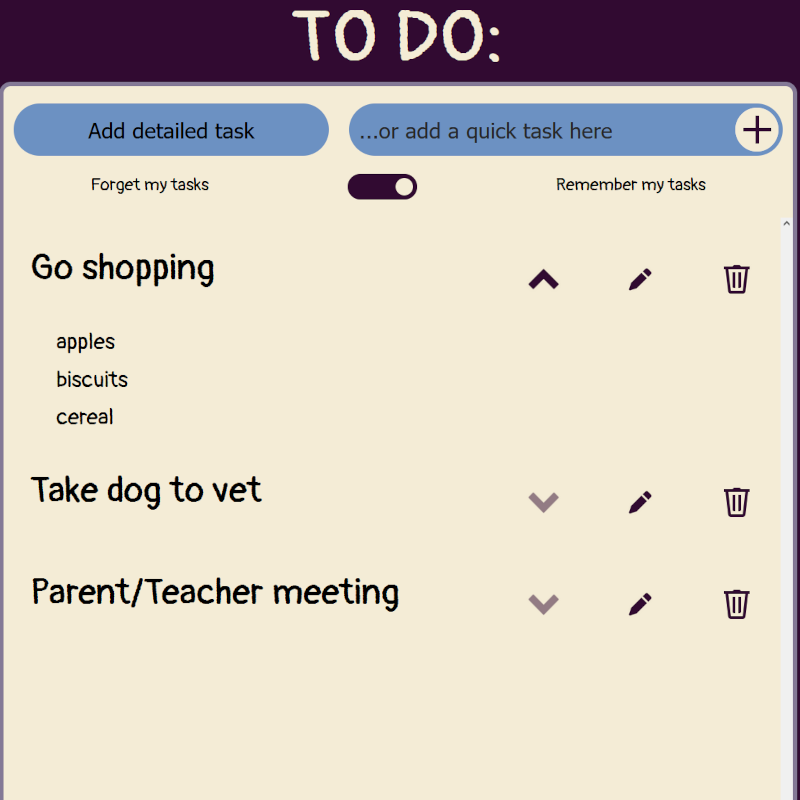 TO DO:
Add detailed task
...or add a quick task here
Forget my tasks
Remember my tasks
Go shopping
apples
biscuits
cereal
Take dog to vet
Parent/Teacher meeting